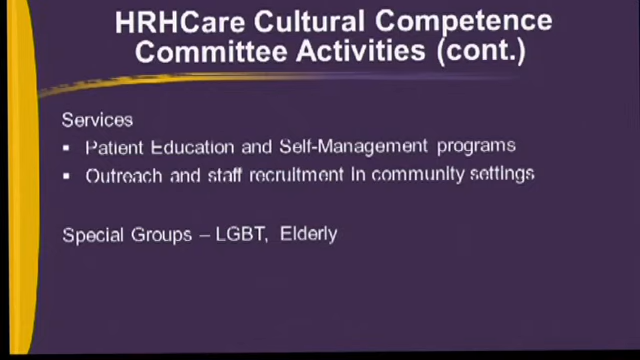 HRHCare Cultural Competence
Committee Activities (cont.)
Services
▪ Patient Education and Self-Management programs
▪ Outreach and staff recruitment in community settings
Special Groups – LGBT, Elderly